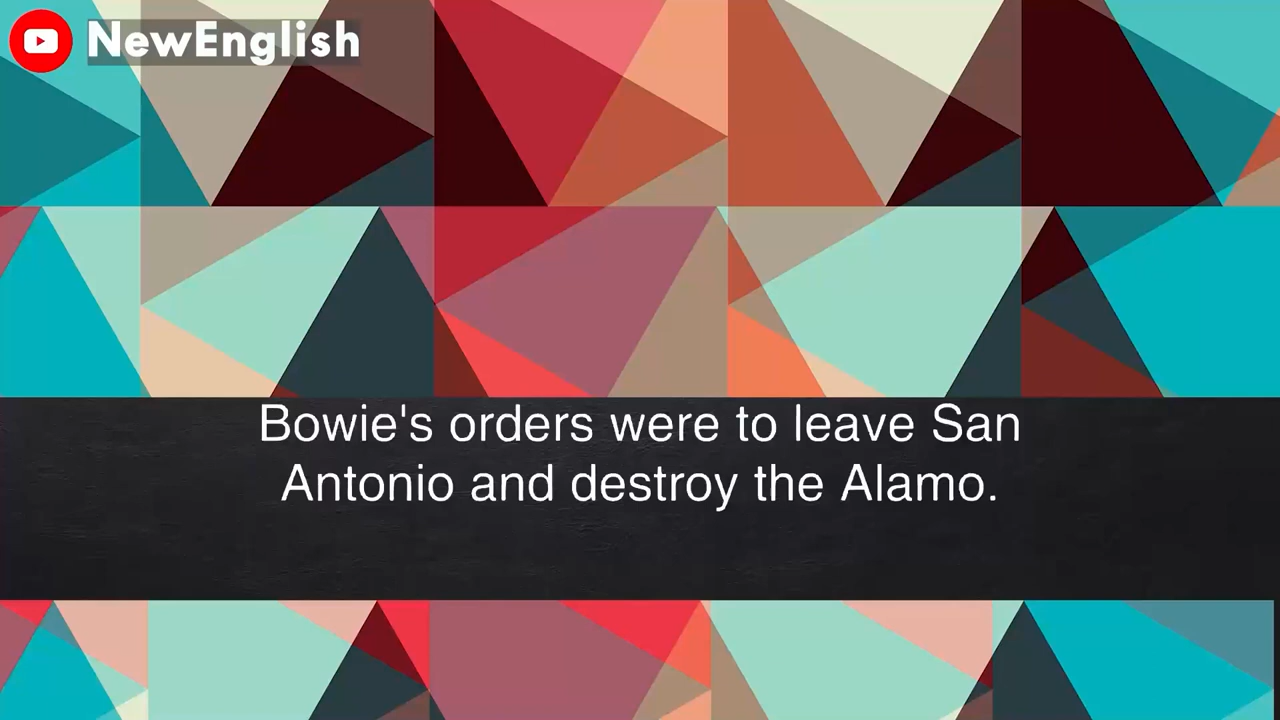 NewEnglish
Bowie's orders were to leave San
Antonio and destroy the Alamo.